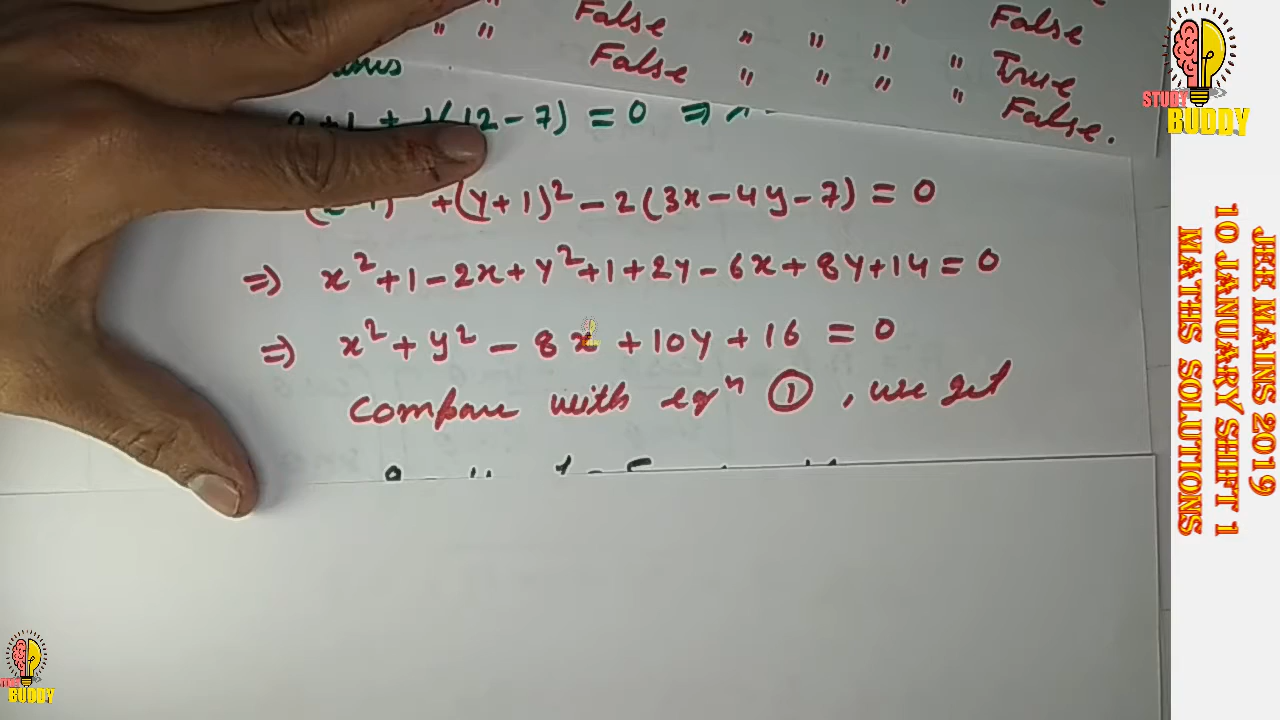 False False
" " False " " " " True
False " " " " False.
12-7) = 0 ⇒
+(y+1)² - 2(3x-4y-7) = 0
⇒ x²+1-2x+y²+1+2y-6x+8y+14=0
⇒ x² + y² - 8x + 10y + 16 = 0
Compare with eqⁿ ①, we get
STUDY
BUDDY
JEE MAINS 2019
10 JANUARY SHIFT 1
MATHS SOLUTIONS
BUDDY